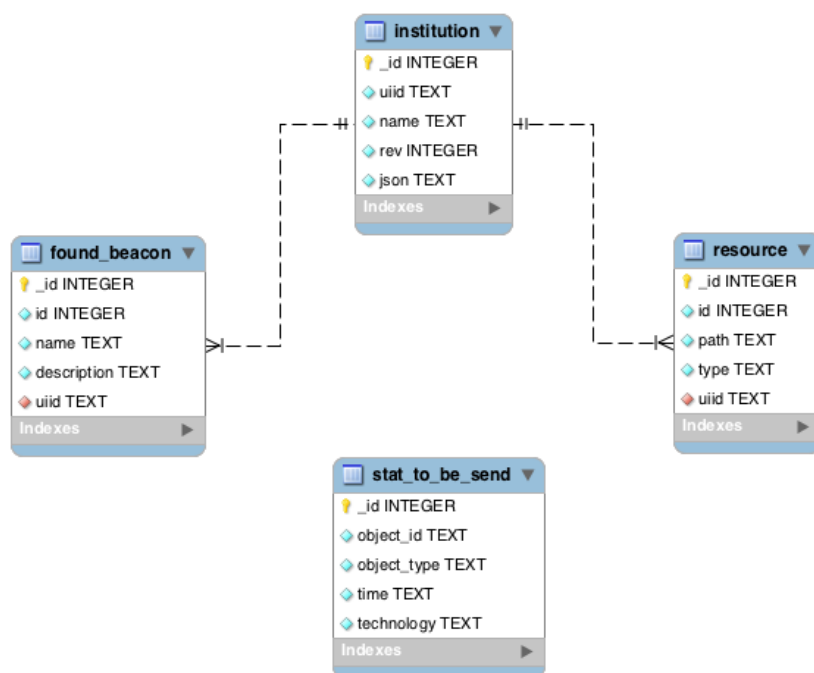 institution
_id INTEGER
uiid TEXT
name TEXT
rev INTEGER
json TEXT
Indexes
found_beacon
_id INTEGER
id INTEGER
name TEXT
description TEXT
uiid TEXT
Indexes
resource
_id INTEGER
id INTEGER
path TEXT
type TEXT
uiid TEXT
Indexes
stat_to_be_send
_id INTEGER
object_id TEXT
object_type TEXT
time TEXT
technology TEXT
Indexes